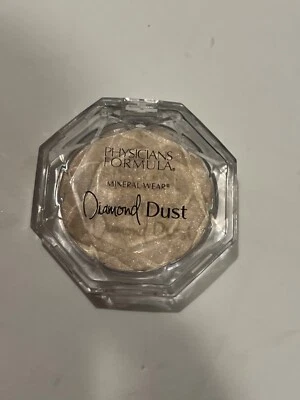 PHYSICIANS
FORMULA®
MINERAL WEAR®
Diamond Dust